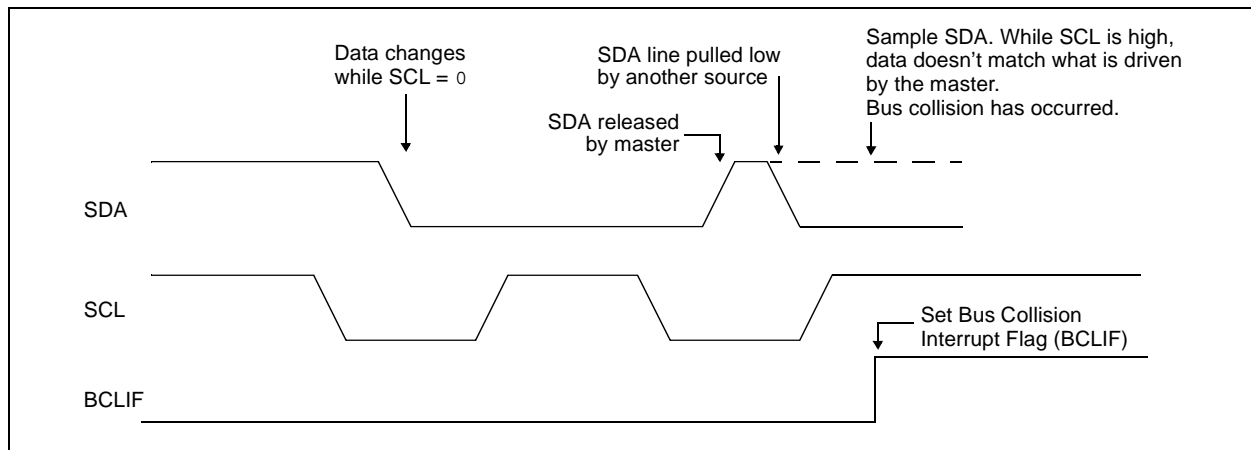 Data changes
while SCL = 0
SDA line pulled low
by another source
Sample SDA. While SCL is high,
data doesn't match what is driven
by the master.
Bus collision has occurred.
SDA released
by master
SDA
SCL
Set Bus Collision
Interrupt Flag (BCLIF)
BCLIF